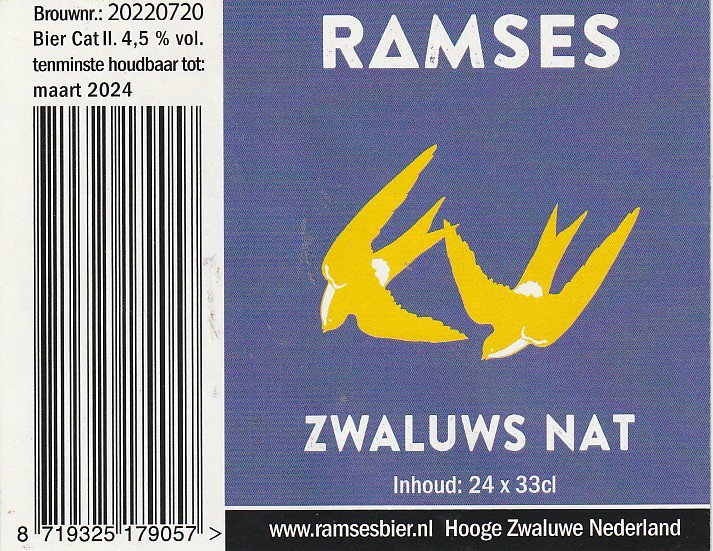 Brouwnr.: 20220720
Bier Cat II. 4,5 % vol.
tenminste houdbaar tot:
maart 2024
8 719325 179057 >
RAMSES
ZWALUWS NAT
Inhoud: 24 x 33cl
www.ramsesbier.nl Hooge Zwaluwe Nederland